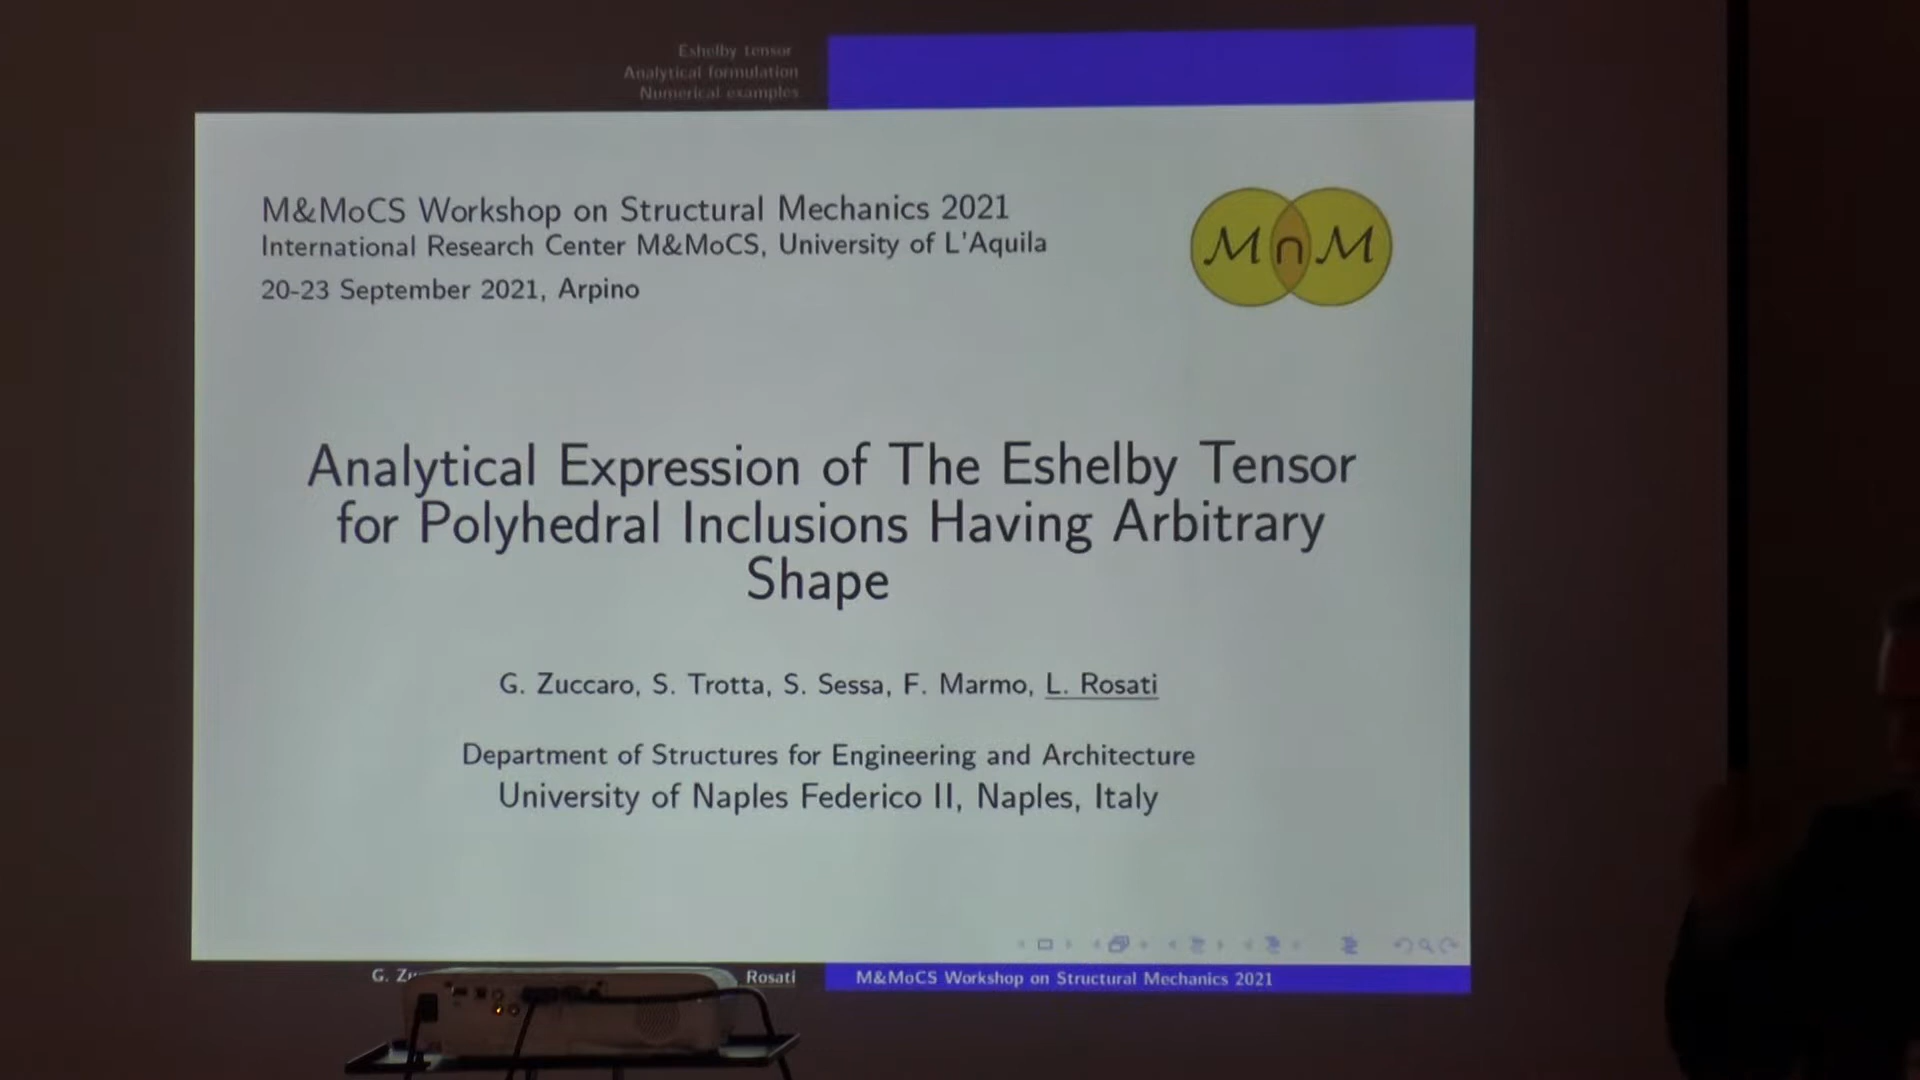 Eshelby tensor
Analytical formulation
Numerical examples
M&MoCS Workshop on Structural Mechanics 2021
International Research Center M&MoCS, University of L'Aquila
20-23 September 2021, Arpino
M∩M
Analytical Expression of The Eshelby Tensor
for Polyhedral Inclusions Having Arbitrary
Shape
G. Zuccaro, S. Trotta, S. Sessa, F. Marmo, L. Rosati
Department of Structures for Engineering and Architecture
University of Naples Federico II, Naples, Italy
G. Rosati
M&MoCS Workshop on Structural Mechanics 2021